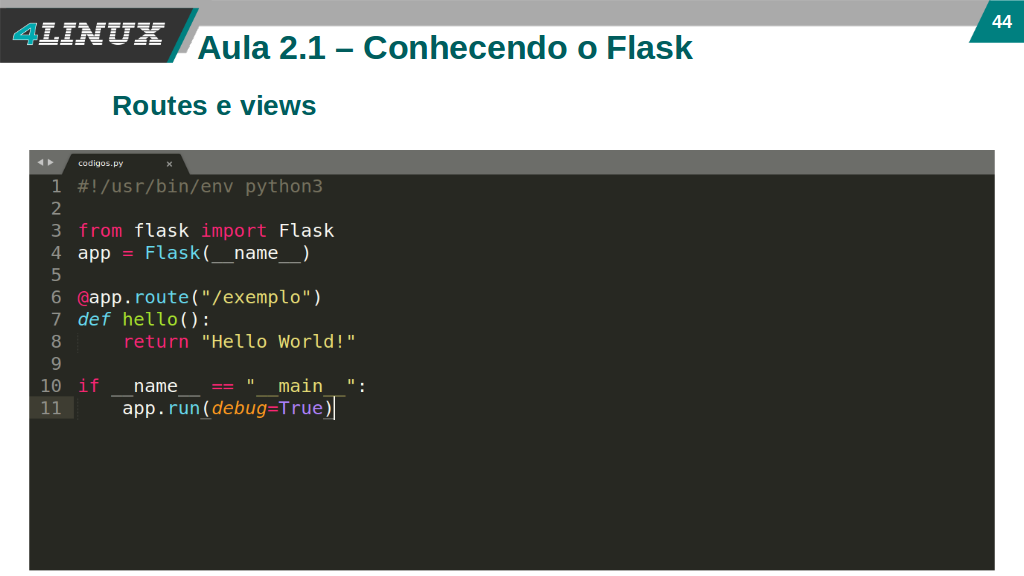 4LINUX
44
Aula 2.1 – Conhecendo o Flask
Routes e views
codigos.py ×
1 #!/usr/bin/env python3
2
3 from flask import Flask
4 app = Flask(__name__)
5
6 @app.route("/exemplo")
7 def hello():
8     return "Hello World!"
9
10 if __name__ == "__main__":
11     app.run(debug=True)